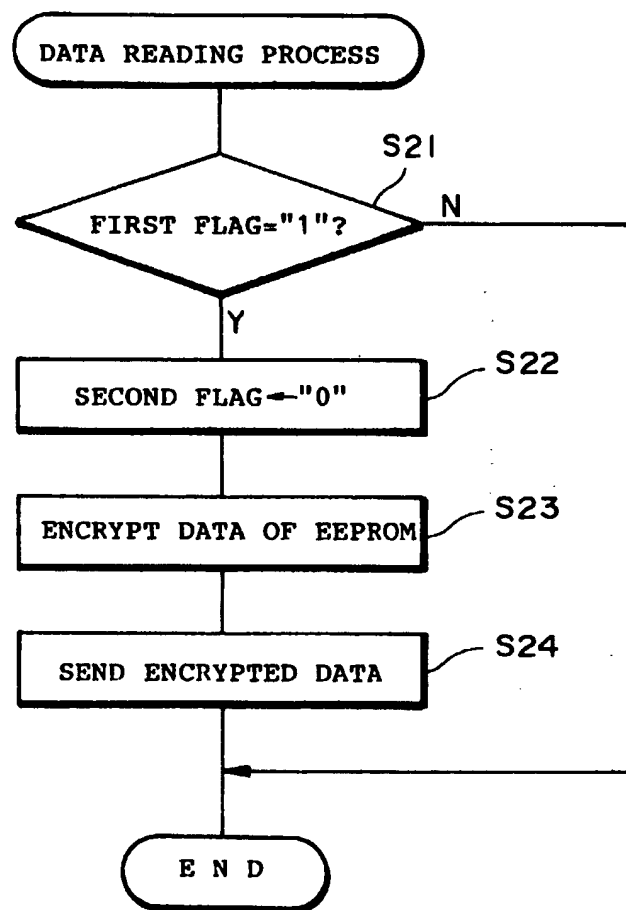 DATA READING PROCESS
S21
FIRST FLAG="1"?
N
Y
S22
SECOND FLAG←"0"
S23
ENCRYPT DATA OF EEPROM
S24
SEND ENCRYPTED DATA
END